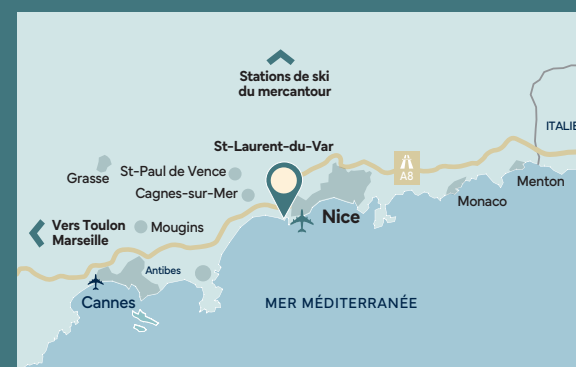 Stations de ski
du mercantour
St-Laurent-du-Var
A8
ITALIE
St-Paul de Vence
Grasse
Menton
Cagnes-sur-Mer
Monaco
Nice
Vers Toulon
Marseille
Mougins
Antibes
Cannes
MER MÉDITERRANÉE